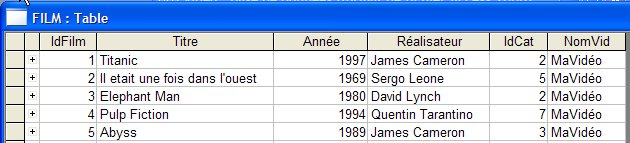 FILM : Table
IdFilm Titre Année Réalisateur IdCat NomVid
+ 1 Titanic 1997 James Cameron 2 MaVidéo
+ 2 Il etait une fois dans l'ouest 1969 Sergo Leone 5 MaVidéo
+ 3 Elephant Man 1980 David Lynch 2 MaVidéo
+ 4 Pulp Fiction 1994 Quentin Tarantino 7 MaVidéo
+ 5 Abyss 1989 James Cameron 3 MaVidéo